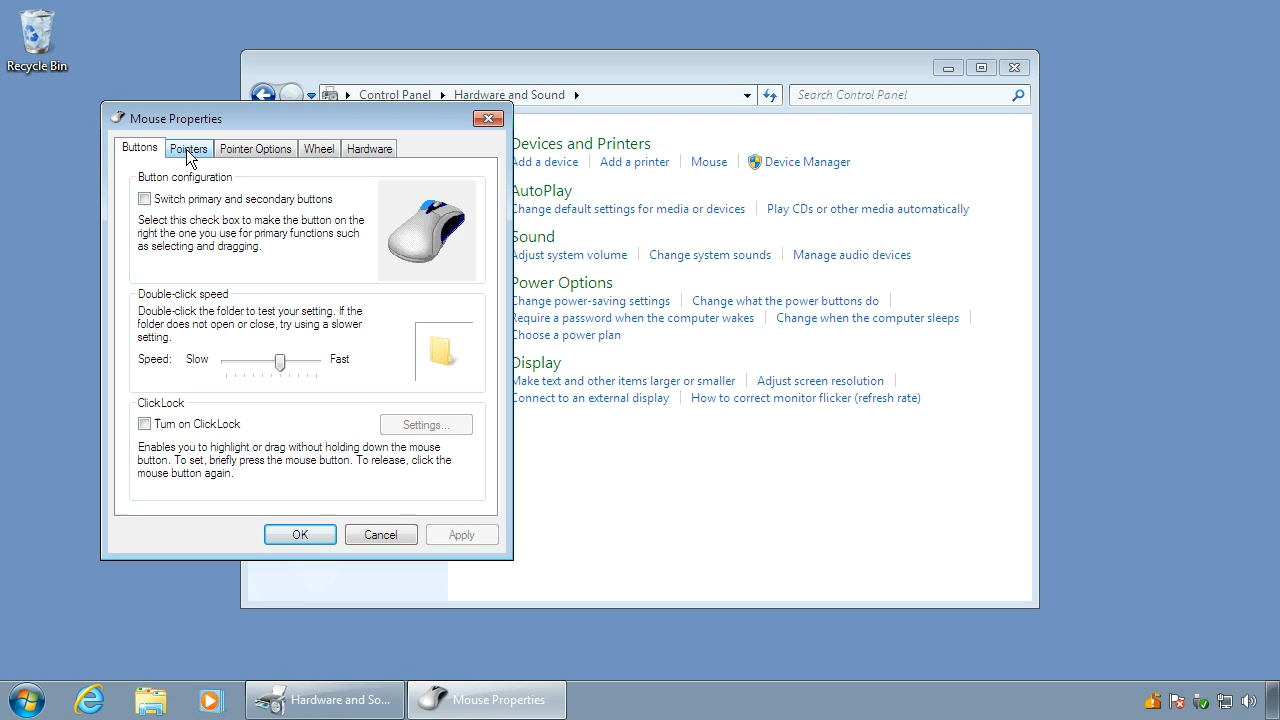 Recycle Bin
Control Panel
Hardware and Sound
Search Control Panel
Mouse Properties
Buttons
Pointers
Pointer Options
Wheel
Hardware
Button configuration
Switch primary and secondary buttons
Select this check box to make the button on the
right the one you use for primary functions such
as selecting and dragging.
Double-click speed
Double-click the folder to test your setting. If the
folder does not open or close, try using a slower
setting.
Speed: Slow Fast
ClickLock
Turn on ClickLock
Settings...
Enables you to highlight or drag without holding down the mouse
button. To set, briefly press the mouse button. To release, click the
mouse button again.
OK
Cancel
Apply
Devices and Printers
Add a device
Add a printer
Mouse
Device Manager
AutoPlay
Change default settings for media or devices
Play CDs or other media automatically
Sound
Adjust system volume
Change system sounds
Manage audio devices
Power Options
Change power-saving settings
Change what the power buttons do
Require a password when the computer wakes
Change when the computer sleeps
Choose a power plan
Display
Make text and other items larger or smaller
Adjust screen resolution
Connect to an external display
How to correct monitor flicker (refresh rate)
Hardware and So...
Mouse Properties